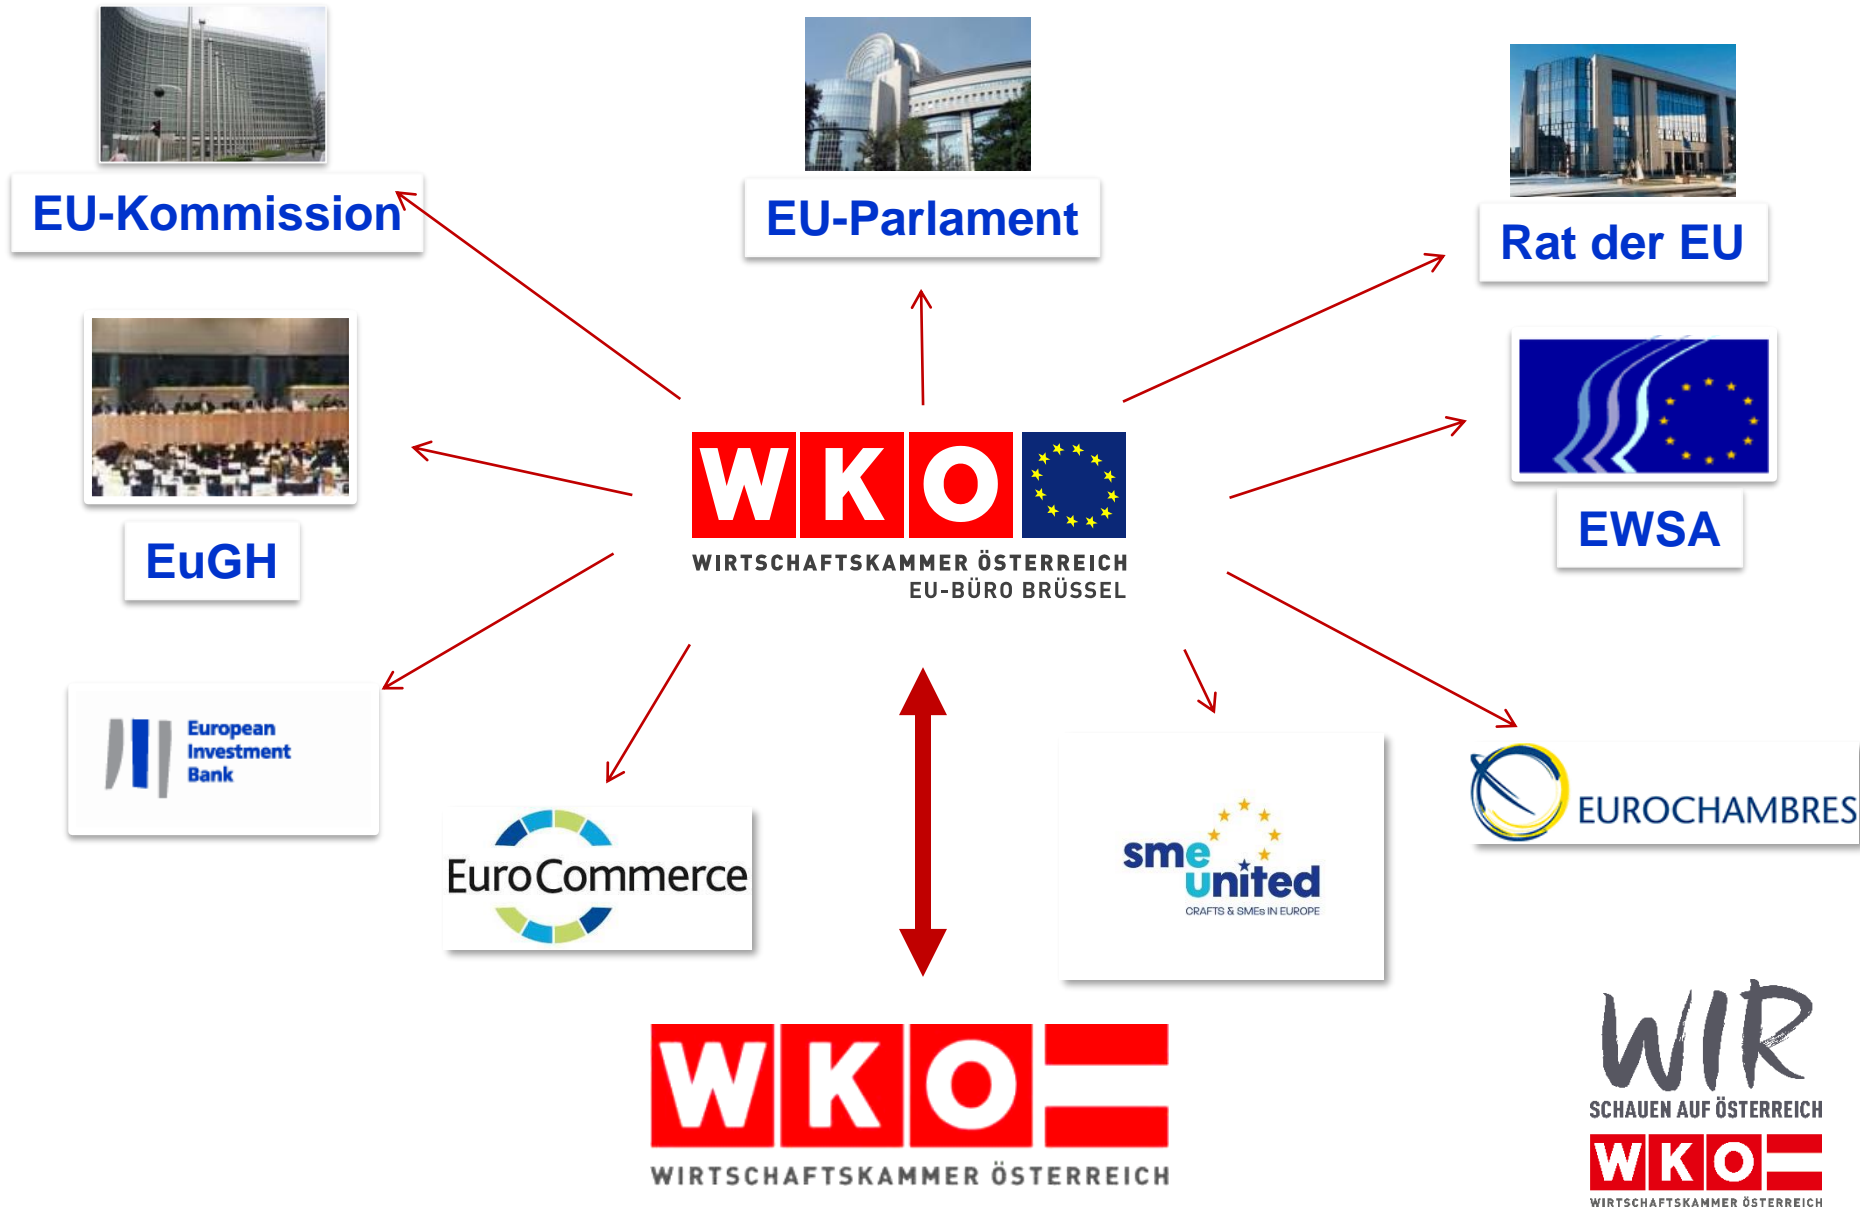 EU-Kommission
EU-Parlament
Rat der EU
EuGH
WKO
WIRTSCHAFTSKAMMER ÖSTERREICH
EU-BÜRO BRÜSSEL
EWSA
European
Investment
Bank
EuroCommerce
sme
united
CRAFTS & SMEs IN EUROPE
EUROCHAMBRES
WKO
WIRTSCHAFTSKAMMER ÖSTERREICH
WIR
SCHAUEN AUF ÖSTERREICH
WKO
WIRTSCHAFTSKAMMER ÖSTERREICH